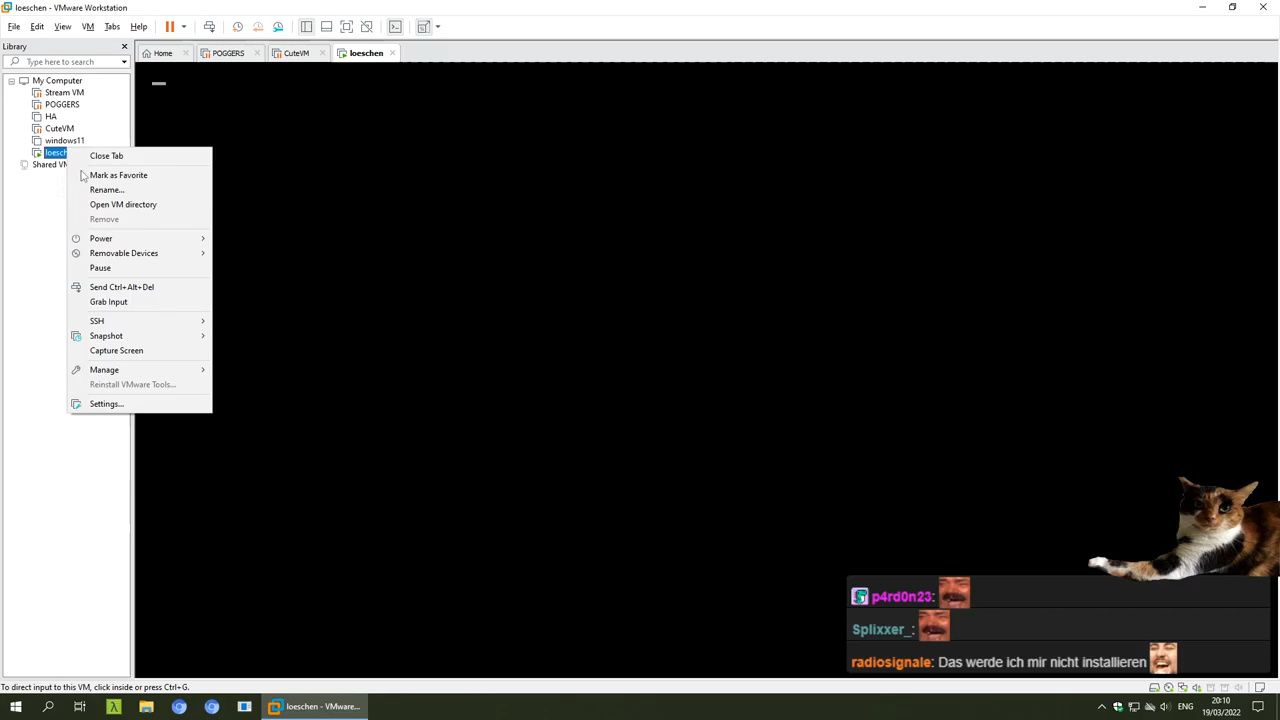 loeschen - VMware Workstation
File Edit View VM Tabs Help
Library
Type here to search
Home
POGGERS
CuteVM
loeschen
My Computer
Stream VM
POGGERS
HA
CuteVM
windows11
loesch
Shared VM
Close Tab
Mark as Favorite
Rename...
Open VM directory
Remove
Power
Removable Devices
Pause
Send Ctrl+Alt+Del
Grab Input
SSH
Snapshot
Capture Screen
Manage
Reinstall VMware Tools...
Settings...
p4rd0n23:
Splixxer_:
radiosignale: Das werde ich mir nicht installieren
To direct input to this VM, click inside or press Ctrl+G.
loeschen - VMware...
ENG
20:10
19/03/2022